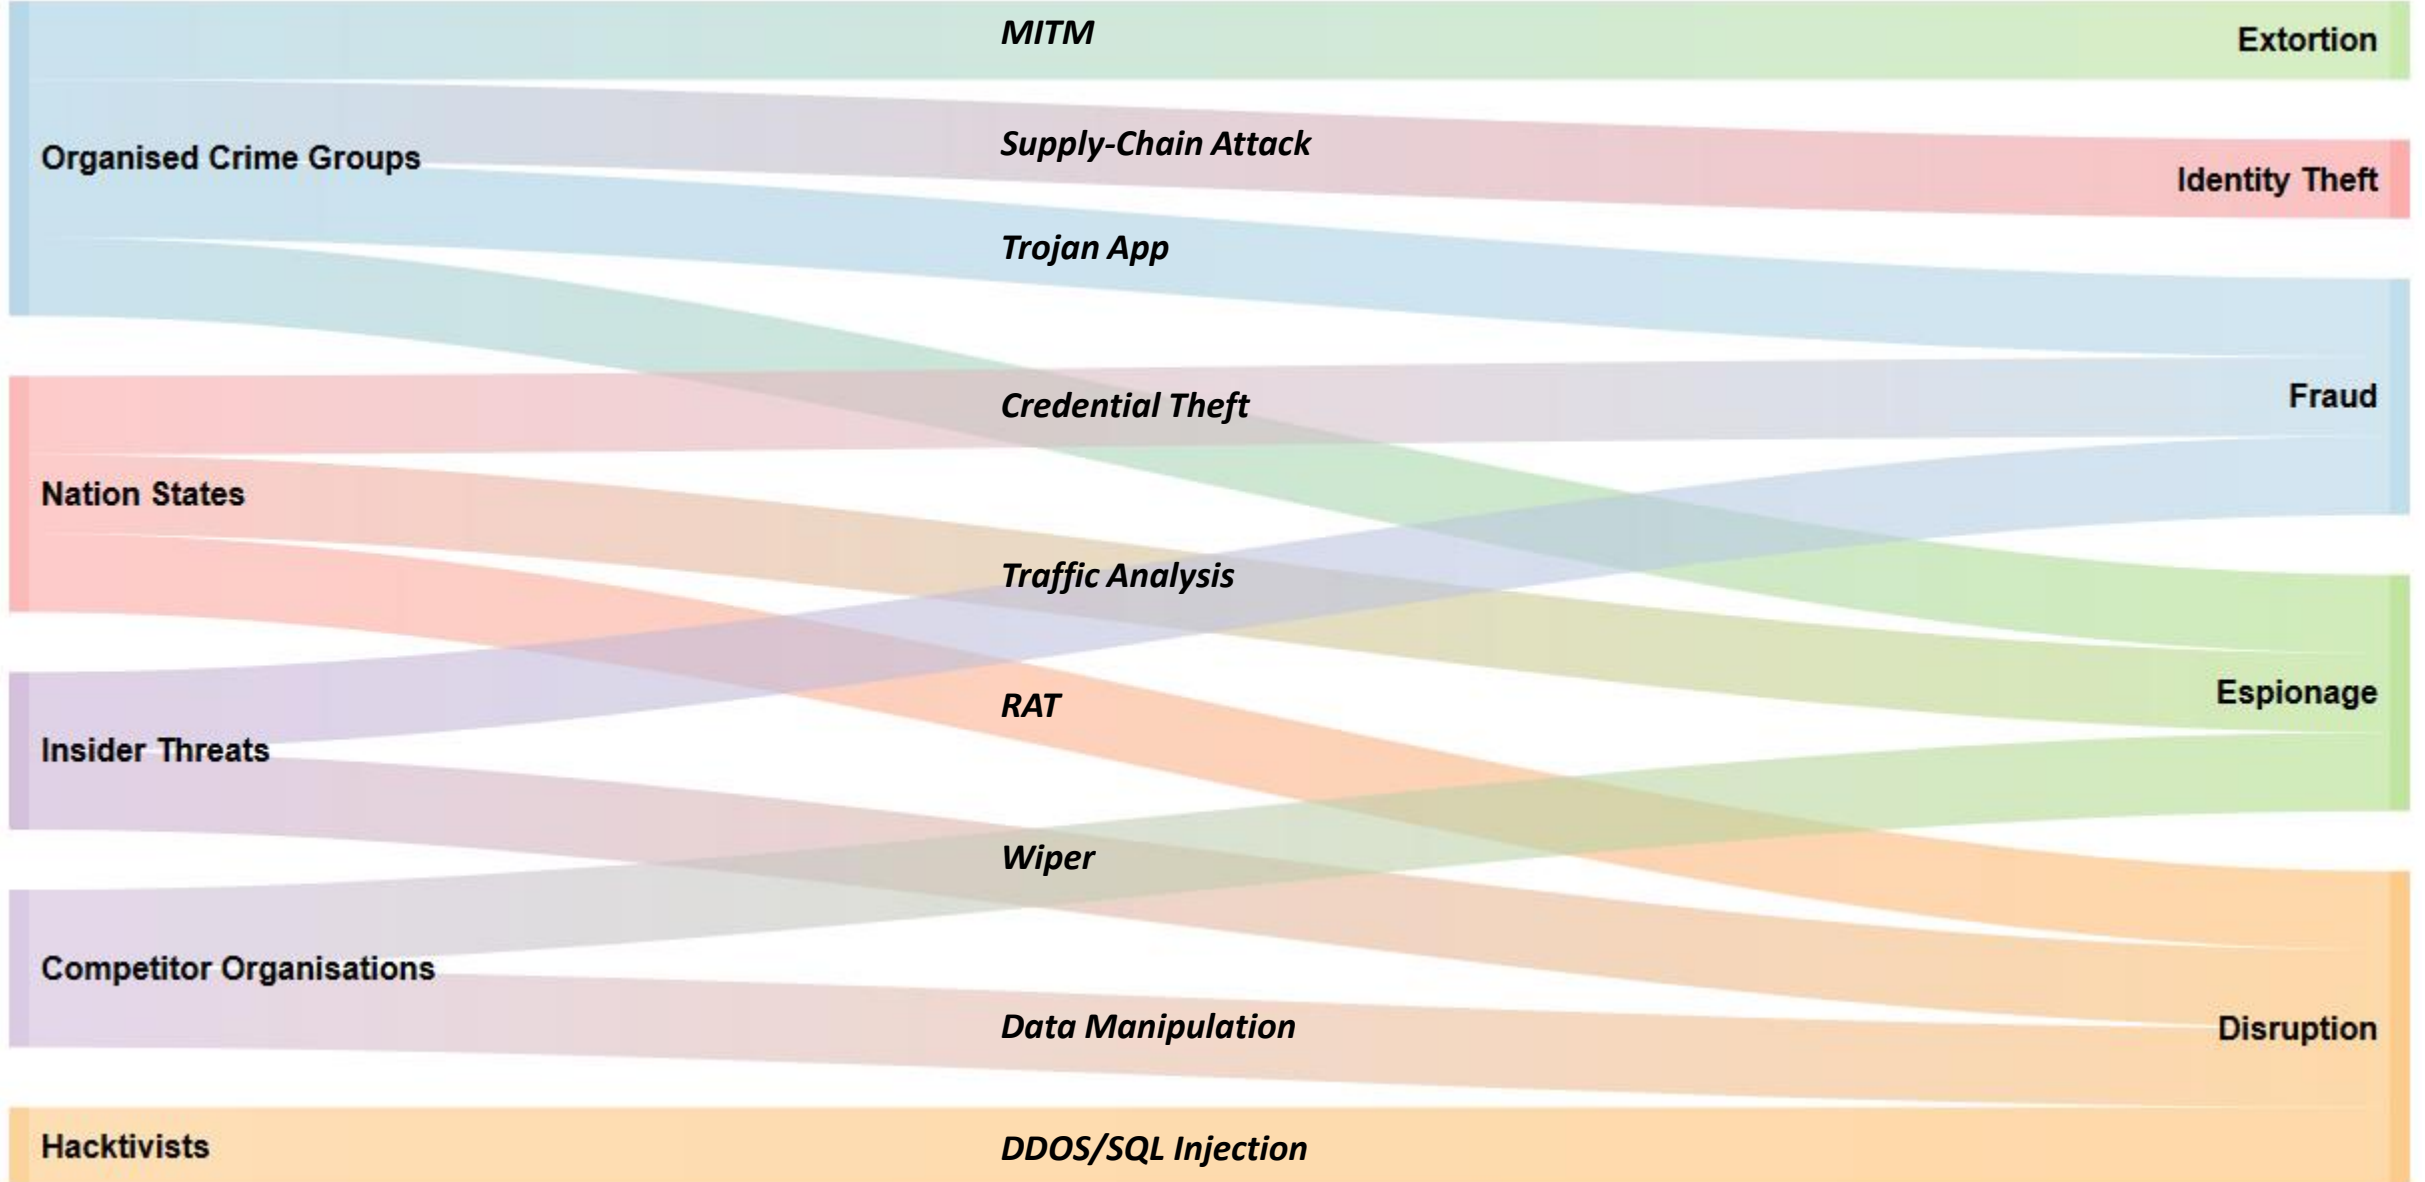 MITM
Extortion
Supply-Chain Attack
Organised Crime Groups
Identity Theft
Trojan App
Credential Theft
Fraud
Nation States
Traffic Analysis
RAT
Espionage
Insider Threats
Wiper
Competitor Organisations
Data Manipulation
Disruption
Hacktivists
DDOS/SQL Injection